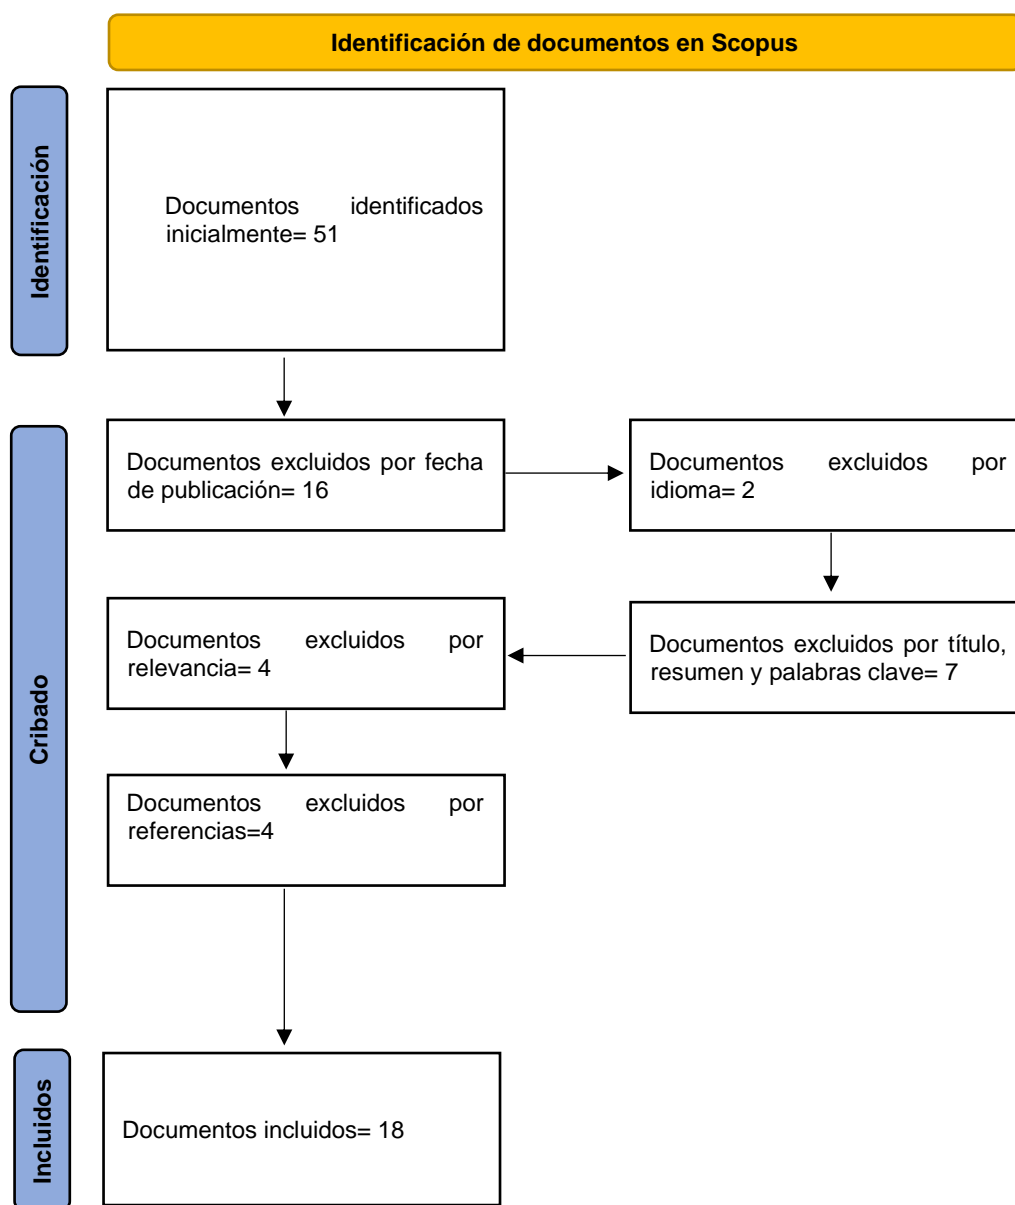 Identificación de documentos en Scopus
Identificación
Documentos identificados
inicialmente= 51
Cribado
Documentos excluidos por fecha
de publicación= 16
Documentos excluidos por
idioma= 2
Documentos excluidos por título,
resumen y palabras clave= 7
Documentos excluidos por
relevancia= 4
Documentos excluidos por
referencias=4
Incluidos
Documentos incluidos= 18